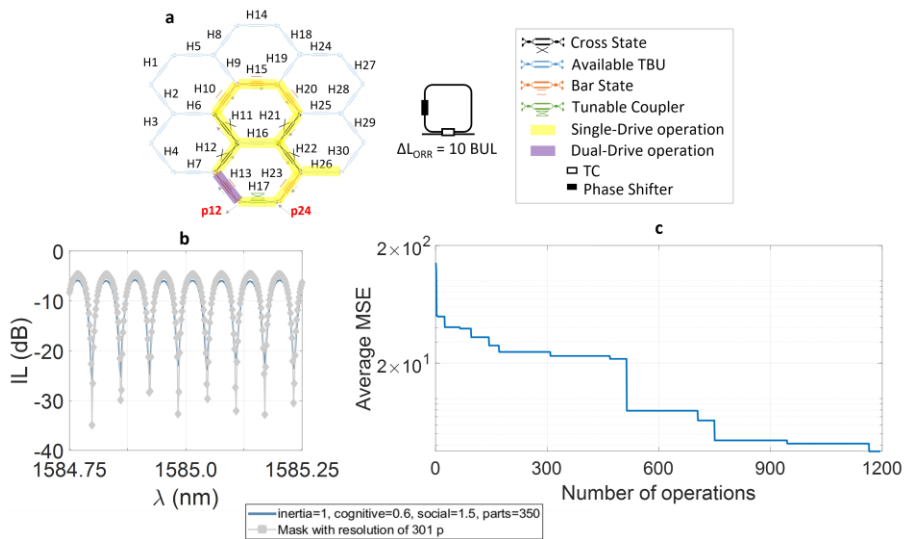 a
H14
H8
H18
H5
H24
H1
H9
H19
H27
H15
H2
H10
H20
H28
H6
H25
H3
H11
H21
H29
H16
H4
H12
H22
H30
H7
H26
H13
H23
H17
p12
p24
ΔL_ORR = 10 BUL
Cross State
Available TBU
Bar State
Tunable Coupler
Single-Drive operation
Dual-Drive operation
TC
Phase Shifter
b
0
-10
-20
-30
-40
IL (dB)
1584.75
1585.0
1585.25
λ (nm)
c
2×10²
2×10¹
Average MSE
0
300
600
900
1200
Number of operations
inertia=1, cognitive=0.6, social=1.5, parts=350
Mask with resolution of 301 p